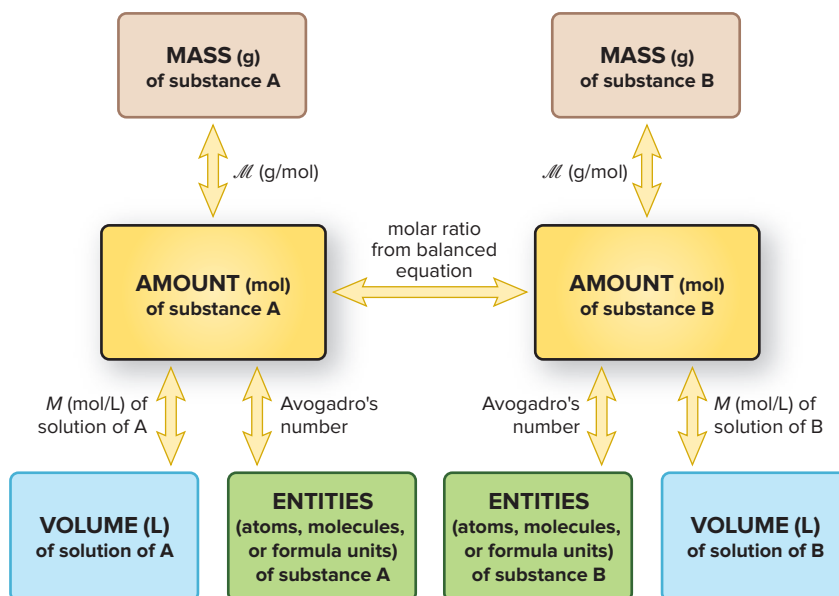 MASS (g)
of substance A
MASS (g)
of substance B
ℳ (g/mol)
ℳ (g/mol)
molar ratio
from balanced
equation
AMOUNT (mol)
of substance A
AMOUNT (mol)
of substance B
M (mol/L) of
solution of A
Avogadro's
number
Avogadro's
number
M (mol/L) of
solution of B
VOLUME (L)
of solution of A
ENTITIES
(atoms, molecules,
or formula units)
of substance A
ENTITIES
(atoms, molecules,
or formula units)
of substance B
VOLUME (L)
of solution of B